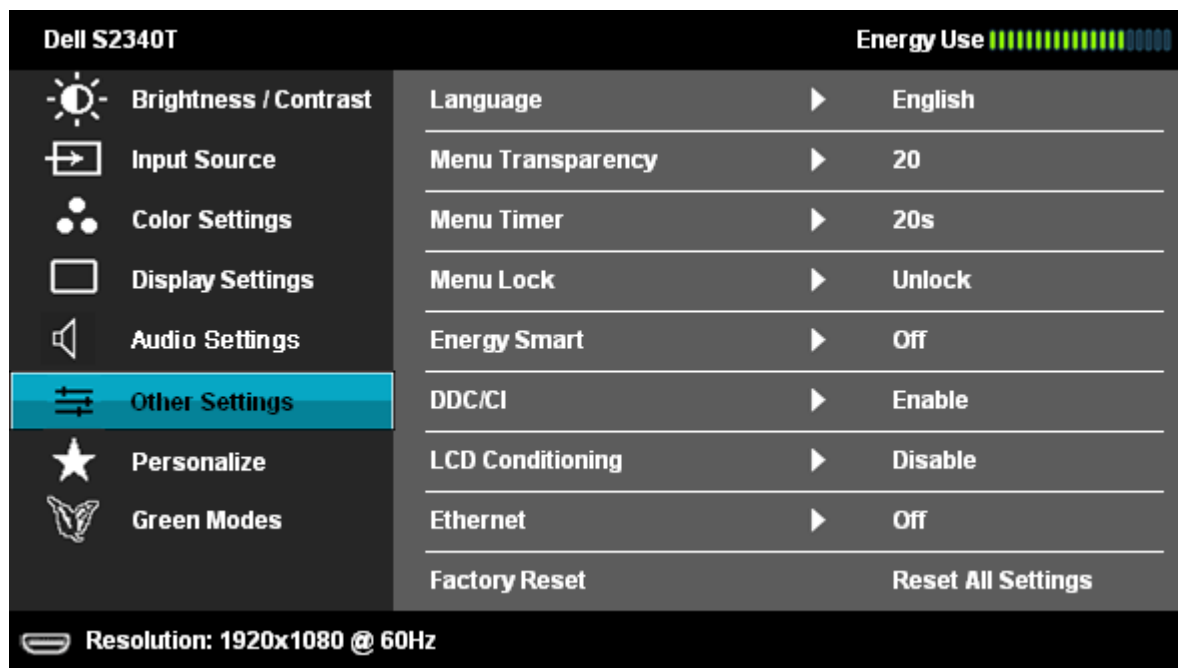 Dell S2340T
Energy Use
Brightness / Contrast
Input Source
Color Settings
Display Settings
Audio Settings
Other Settings
Personalize
Green Modes
Language English
Menu Transparency 20
Menu Timer 20s
Menu Lock Unlock
Energy Smart Off
DDC/CI Enable
LCD Conditioning Disable
Ethernet Off
Factory Reset Reset All Settings
Resolution: 1920x1080 @ 60Hz